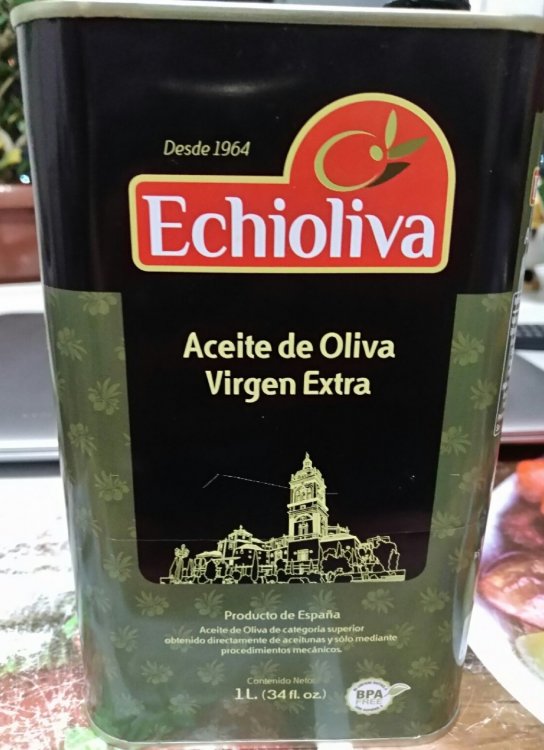 Desde 1964
Echioliva
Aceite de Oliva
Virgen Extra
Producto de España
Aceite de Oliva de categoría superior
obtenido directamente de aceitunas y sólo mediante
procedimientos mecánicos.
Contenido Neto:
1 L. (34 fl. oz.)
BPA
FREE